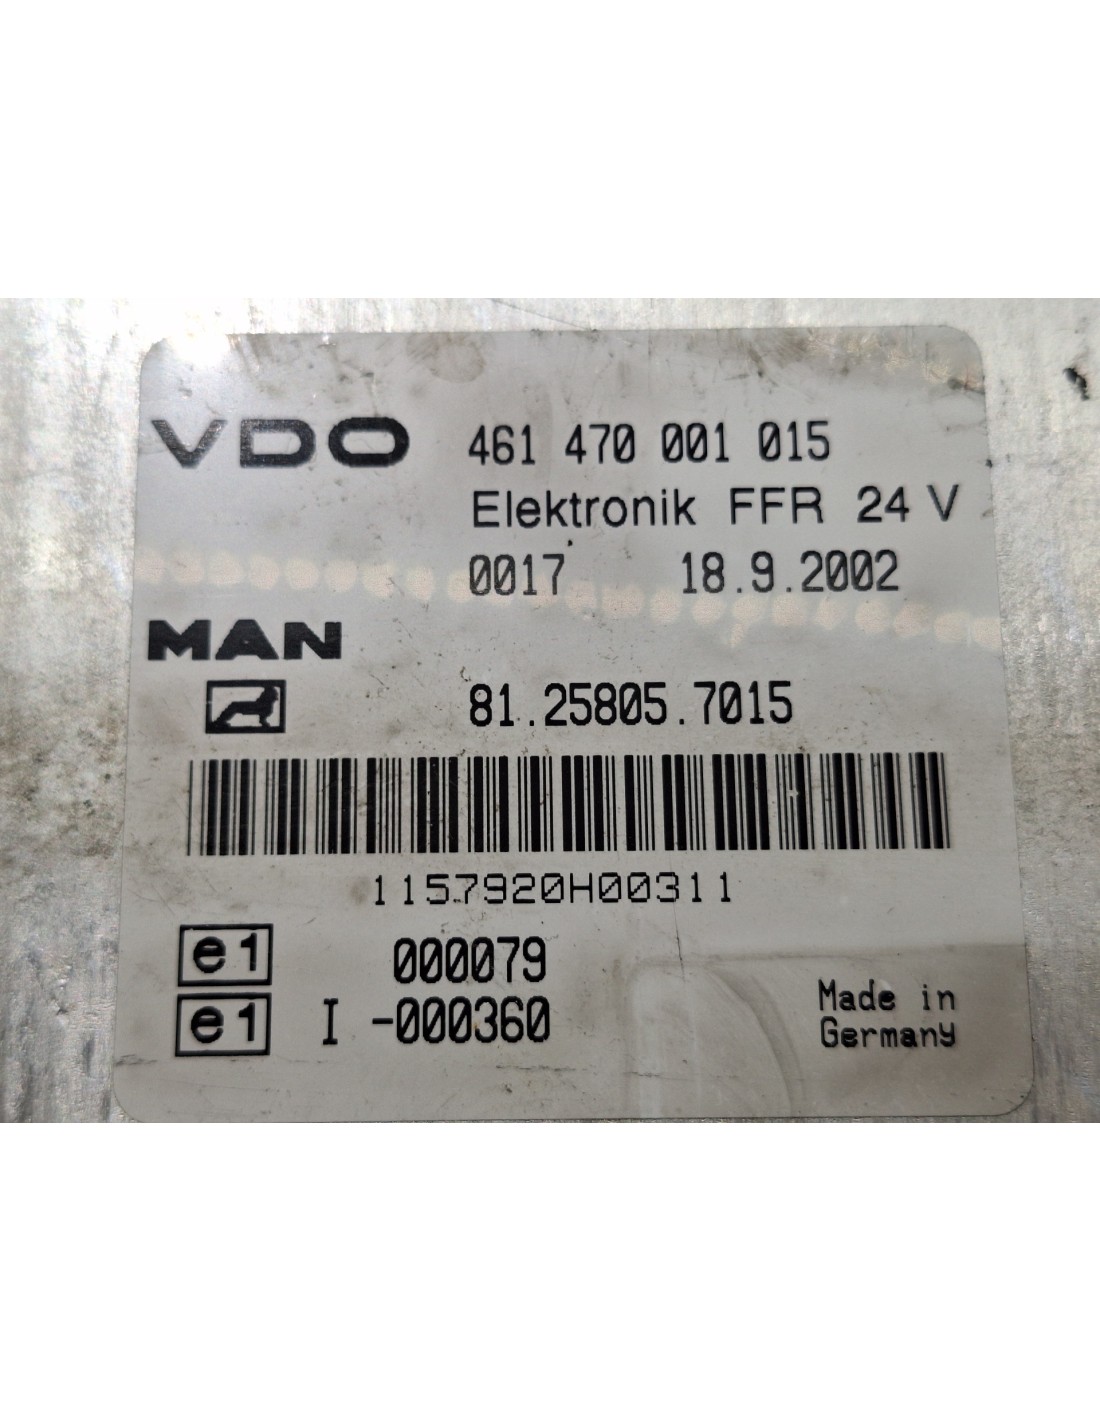 VDO 461 470 001 015
Elektronik FFR 24 V
0017 18.9.2002
MAN
81.25805.7015
1157920H00311
e1 000079
e1 I -000360
Made in
Germany